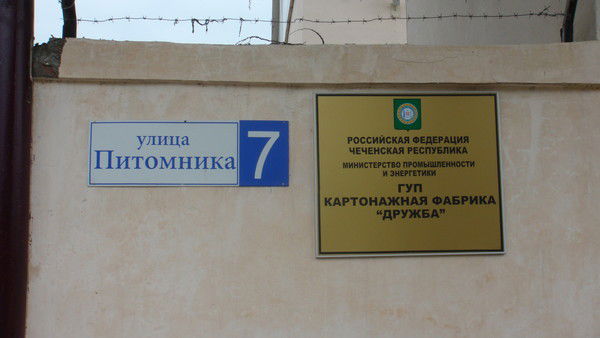 улица
Питомника
7
РОССИЙСКАЯ ФЕДЕРАЦИЯ
ЧЕЧЕНСКАЯ РЕСПУБЛИКА
МИНИСТЕРСТВО ПРОМЫШЛЕННОСТИ
И ЭНЕРГЕТИКИ
ГУП
КАРТОНАЖНАЯ ФАБРИКА
“ДРУЖБА”